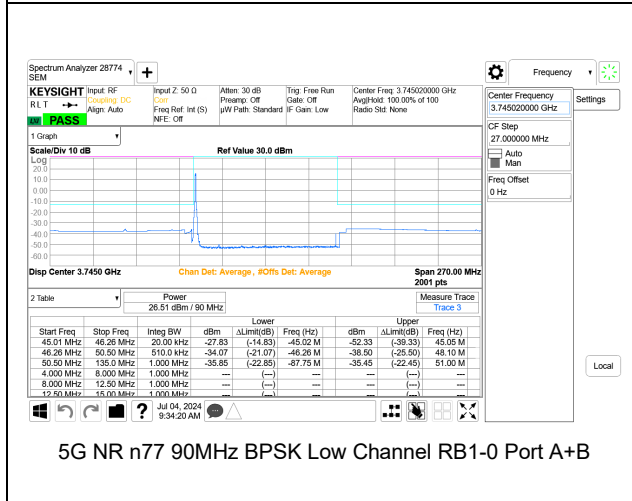 Spectrum Analyzer 28774
SEM
+
KEYSIGHT
RLT
LXI PASS
Input: RF
Coupling: DC
Align: Auto
Input Z: 50 Ω
Corr
Freq Ref: Int (S)
NFE: Off
Atten: 30 dB
Preamp: Off
µW Path: Standard
Trig: Free Run
Gate: Off
IF Gain: Low
Center Freq: 3.745020000 GHz
Avg|Hold: 100.00% of 100
Radio Std: None
Frequency
Center Frequency
3.745020000 GHz
Settings
CF Step
27.000000 MHz
Auto
Man
Freq Offset
0 Hz
Local
1 Graph
Scale/Div 10 dB
Ref Value 30.0 dBm
Log
20.0
10.0
0.00
-10.0
-20.0
-30.0
-40.0
-50.0
-60.0
Disp Center 3.7450 GHz
Chan Det: Average, #Offs Det: Average
Span 270.00 MHz
2001 pts
2 Table
Power
26.51 dBm / 90 MHz
Measure Trace
Trace 3
Lower Upper
Start Freq Stop Freq Integ BW dBm ΔLimit(dB) Freq (Hz) dBm ΔLimit(dB) Freq (Hz)
45.01 MHz 46.26 MHz 20.00 kHz -27.83 (-14.83) -45.02 M -52.33 (-39.33) 45.05 M
46.26 MHz 50.50 MHz 510.0 kHz -34.07 (-21.07) -46.26 M -38.50 (-25.50) 48.10 M
50.50 MHz 135.0 MHz 1.000 MHz -35.85 (-22.85) -87.75 M -35.45 (-22.45) 51.00 M
4.000 MHz 8.000 MHz 1.000 MHz --- (---) --- (---)
8.000 MHz 12.50 MHz 1.000 MHz --- (---) --- (---)
12.50 MHz 15.00 MHz 1.000 MHz --- (---) --- (---)
?
Jul 04, 2024
9:34:20 AM
5G NR n77 90MHz BPSK Low Channel RB1-0 Port A+B